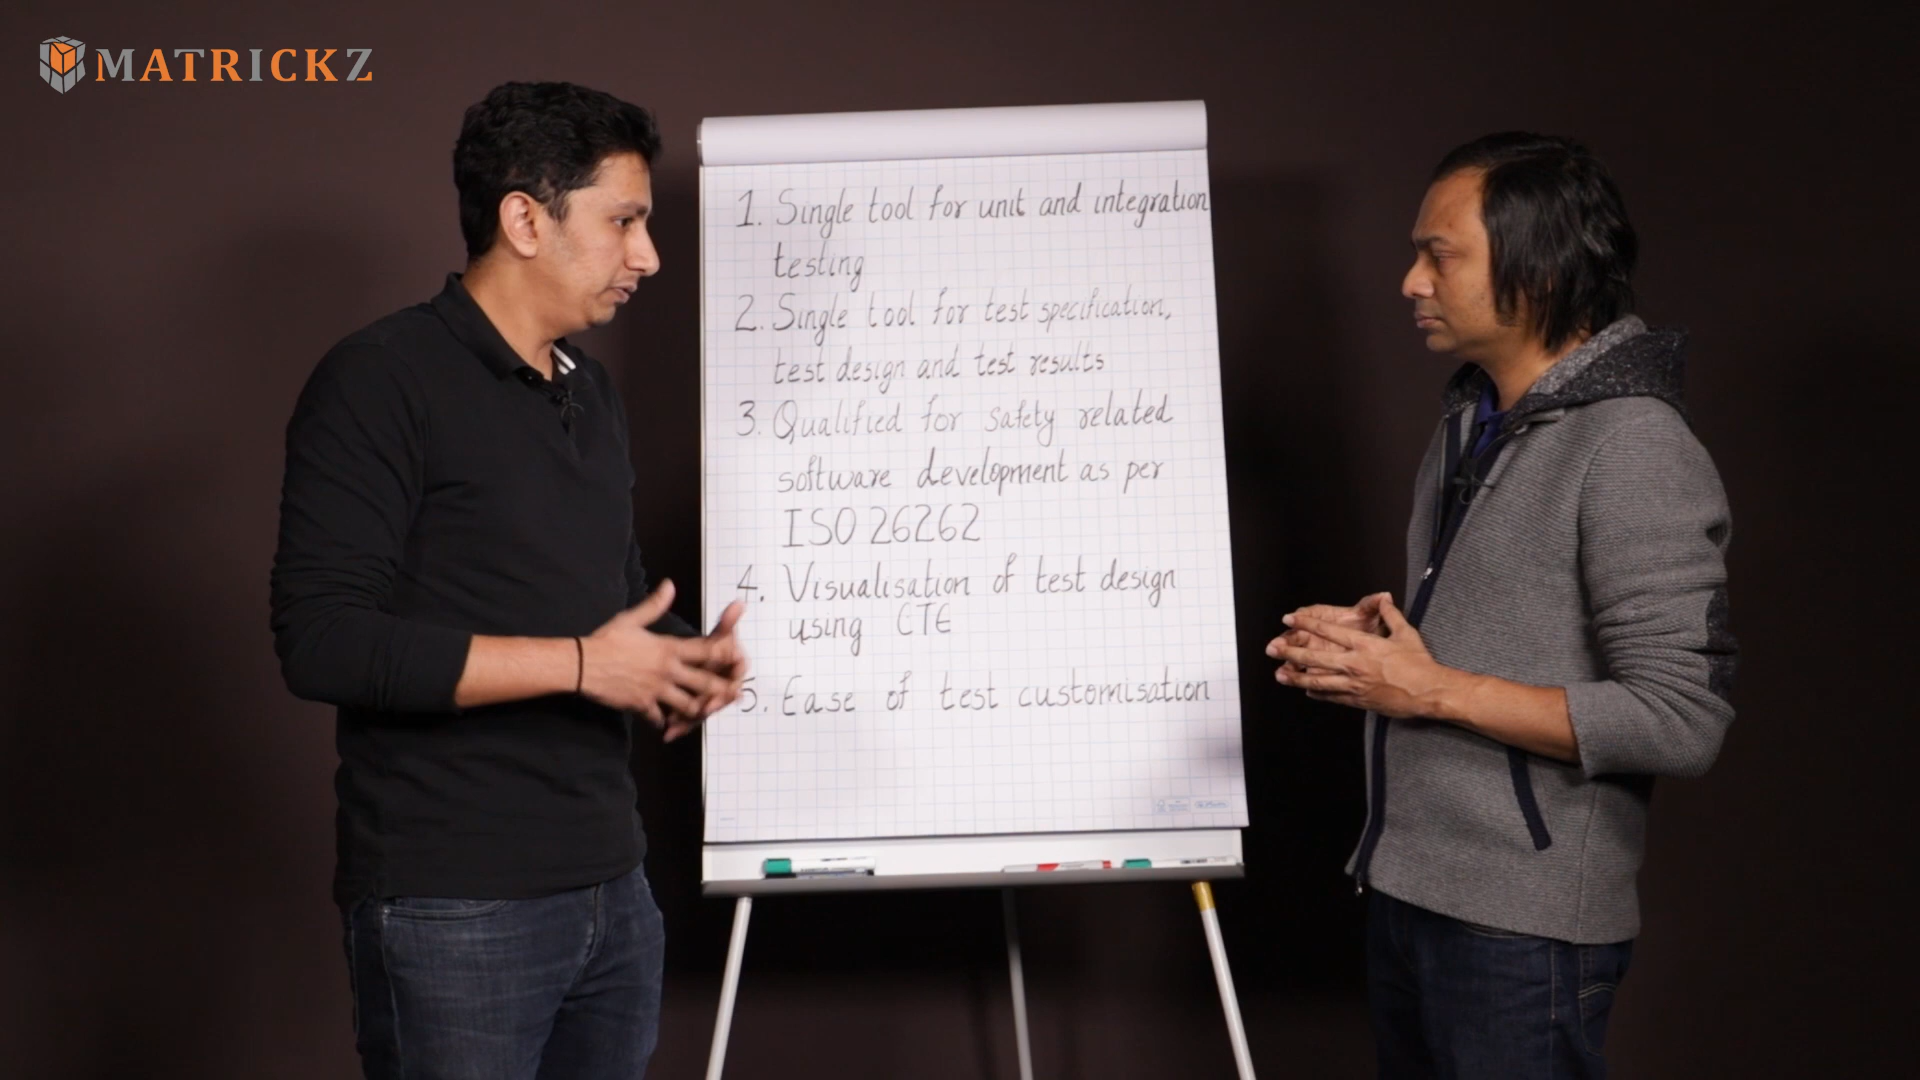 MATRICKZ
1. Single tool for unit and integration
testing
2. Single tool for test specification,
test design and test results
3. Qualified for safety related
software development as per
ISO 26262
4. Visualisation of test design
using CTE
5. Ease of test customisation